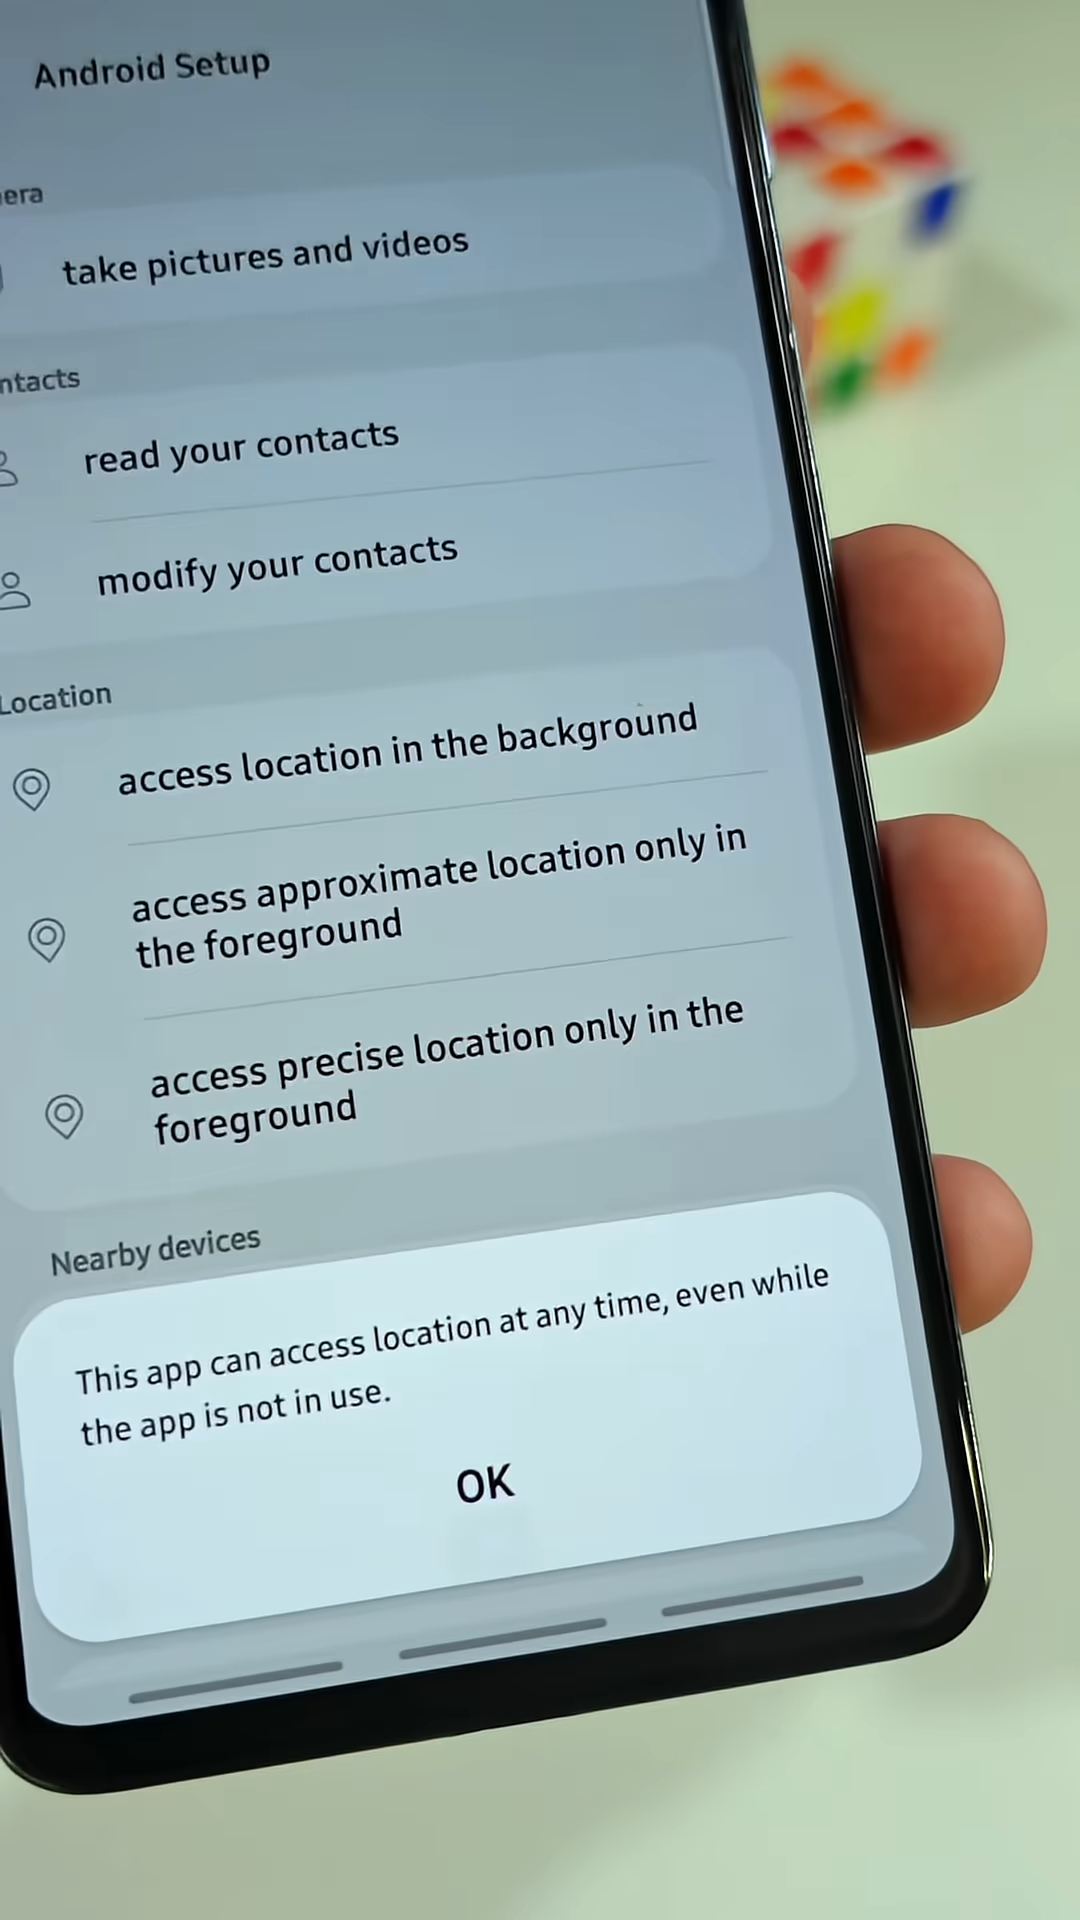 Android Setup
era
take pictures and videos
ntacts
read your contacts
modify your contacts
Location
access location in the background
access approximate location only in
the foreground
access precise location only in the
foreground
Nearby devices
This app can access location at any time, even while
the app is not in use.
OK